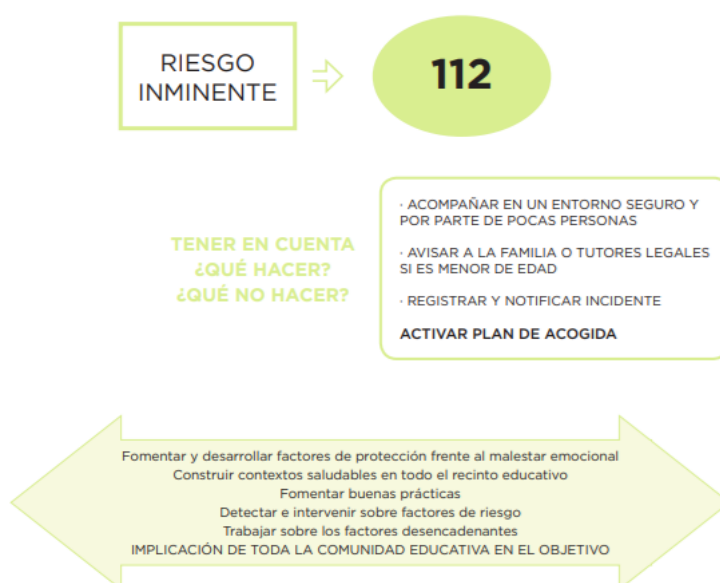 RIESGO
INMINENTE
112
TENER EN CUENTA
¿QUÉ HACER?
¿QUÉ NO HACER?
· ACOMPAÑAR EN UN ENTORNO SEGURO Y
POR PARTE DE POCAS PERSONAS
· AVISAR A LA FAMILIA O TUTORES LEGALES
SI ES MENOR DE EDAD
· REGISTRAR Y NOTIFICAR INCIDENTE
ACTIVAR PLAN DE ACOGIDA
Fomentar y desarrollar factores de protección frente al malestar emocional
Construir contextos saludables en todo el recinto educativo
Fomentar buenas prácticas
Detectar e intervenir sobre factores de riesgo
Trabajar sobre los factores desencadenantes
IMPLICACIÓN DE TODA LA COMUNIDAD EDUCATIVA EN EL OBJETIVO